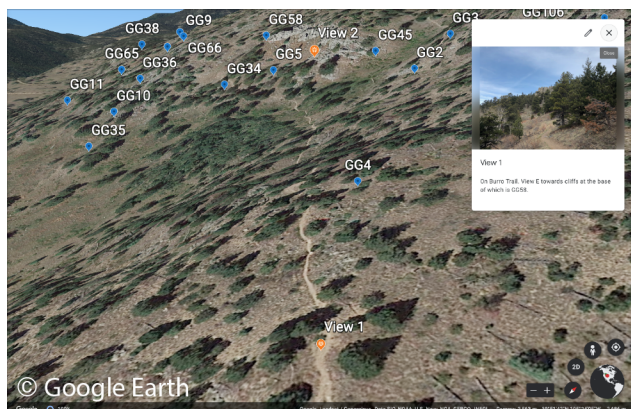 GG38
GG9
GG58
GG3
GG106
View 2
GG65
GG66
GG5
GG45
GG36
GG34
GG2
GG11
GG10
GG35
GG4
View 1
View 1
On Burro Trail. View E towards cliffs at the base
of which is GG58.
2D
© Google Earth
Google
100%